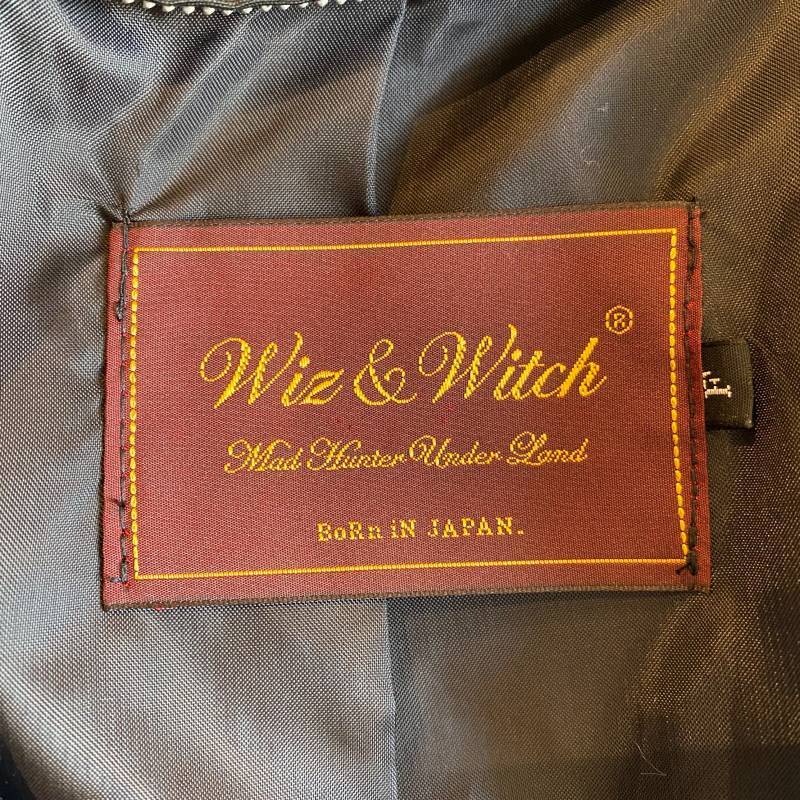 Wiz & Witch®
Mad Hunter Under Land
BoRn iN JAPAN.